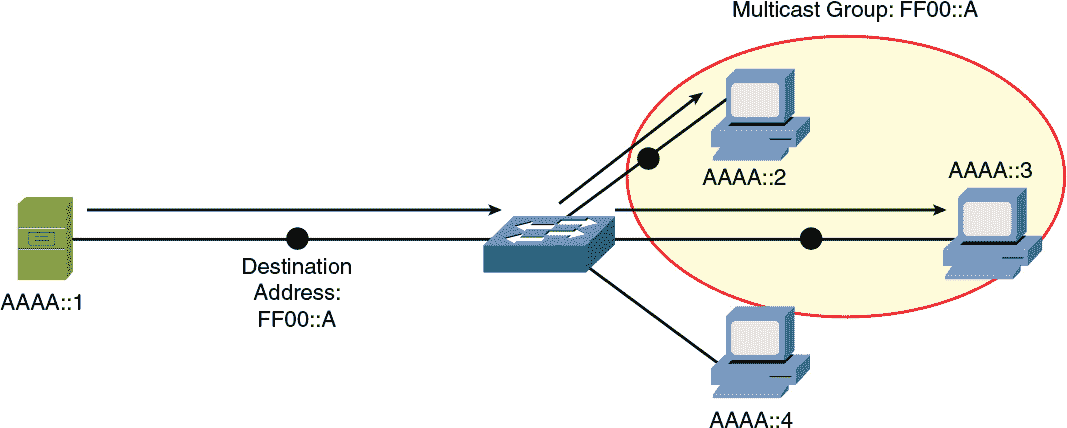 Multicast Group: FF00::A
AAAA::2
AAAA::3
Destination
Address:
FF00::A
AAAA::1
AAAA::4